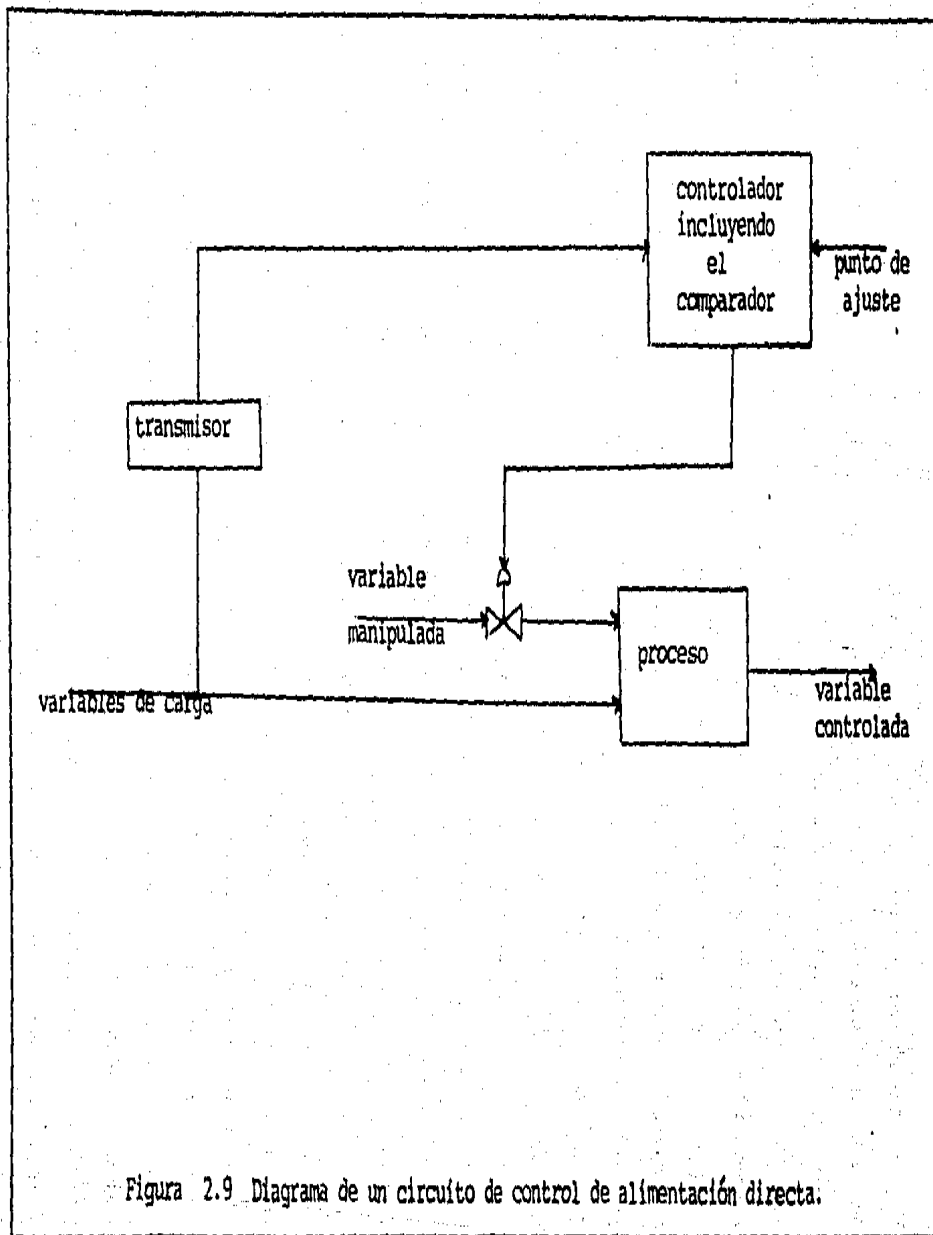 controlador
incluyendo
el
comparador
punto de
ajuste
transmisor
variable
manipulada
proceso
variables de carga
variable
controlada
Figura 2.9 Diagrama de un circuito de control de alimentación directa.